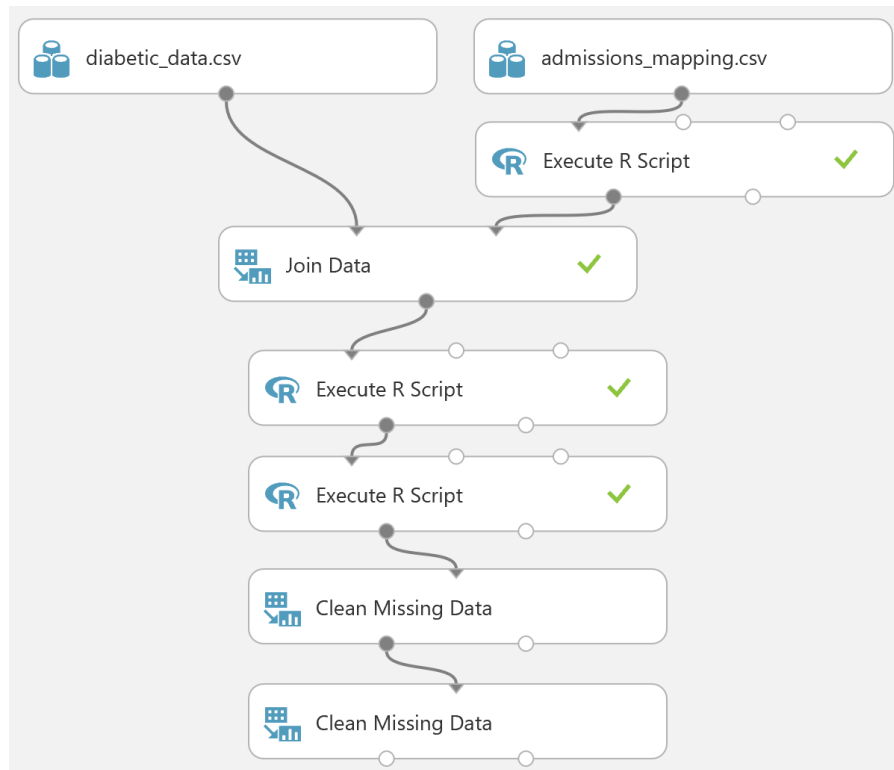 diabetic_data.csv
admissions_mapping.csv
R Execute R Script
Join Data
R Execute R Script
R Execute R Script
Clean Missing Data
Clean Missing Data